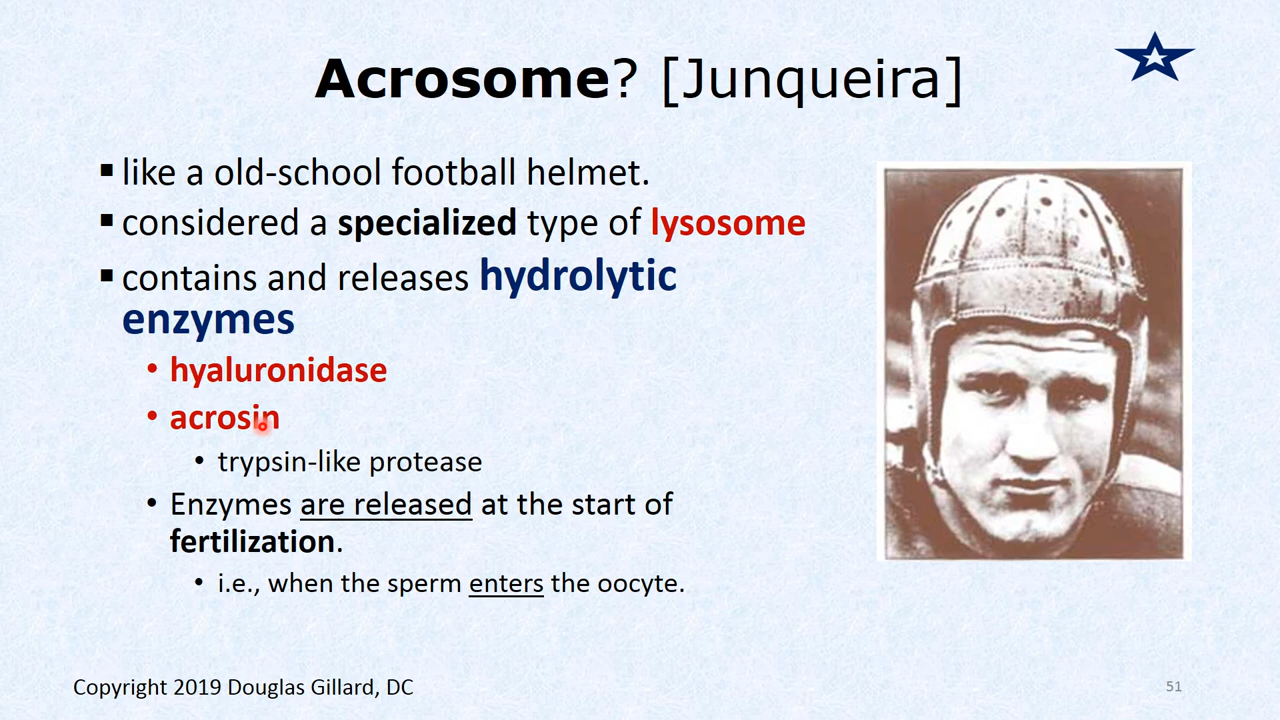 Acrosome? [Junqueira]
▪ like a old-school football helmet.
▪ considered a specialized type of lysosome
▪ contains and releases hydrolytic
enzymes
• hyaluronidase
• acrosin
• trypsin-like protease
• Enzymes are released at the start of
fertilization.
• i.e., when the sperm enters the oocyte.
Copyright 2019 Douglas Gillard, DC
51